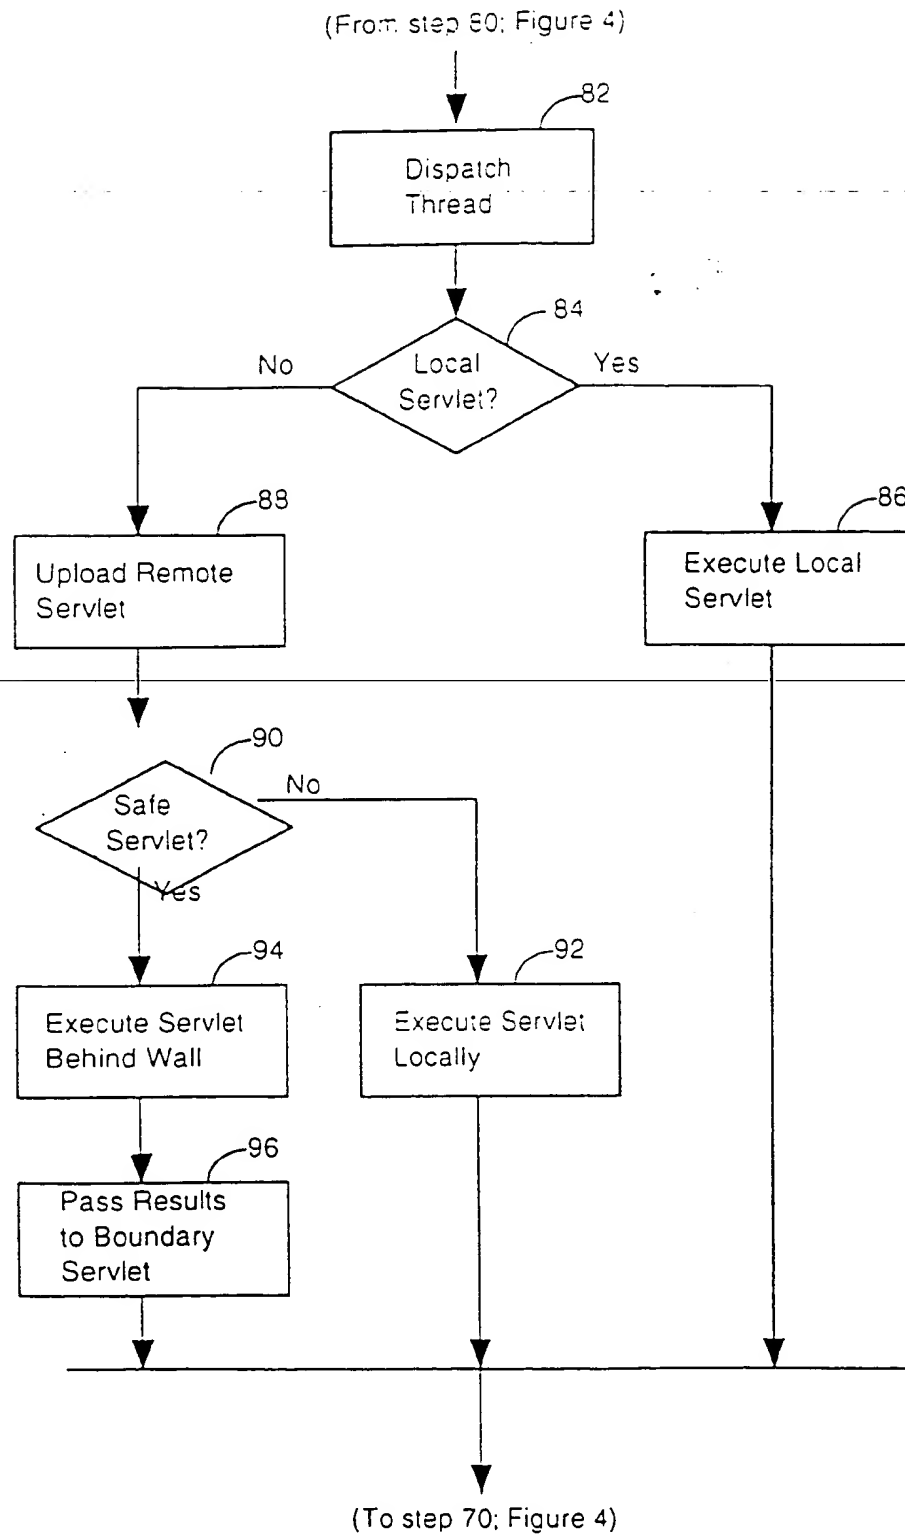 (From step 80; Figure 4)
82
Dispatch
Thread
84
No
Local
Servlet?
Yes
88
86
Upload Remote
Servlet
Execute Local
Servlet
90
No
Safe
Servlet?
Yes
94
92
Execute Servlet
Behind Wall
Execute Servlet
Locally
96
Pass Results
to Boundary
Servlet
(To step 70; Figure 4)